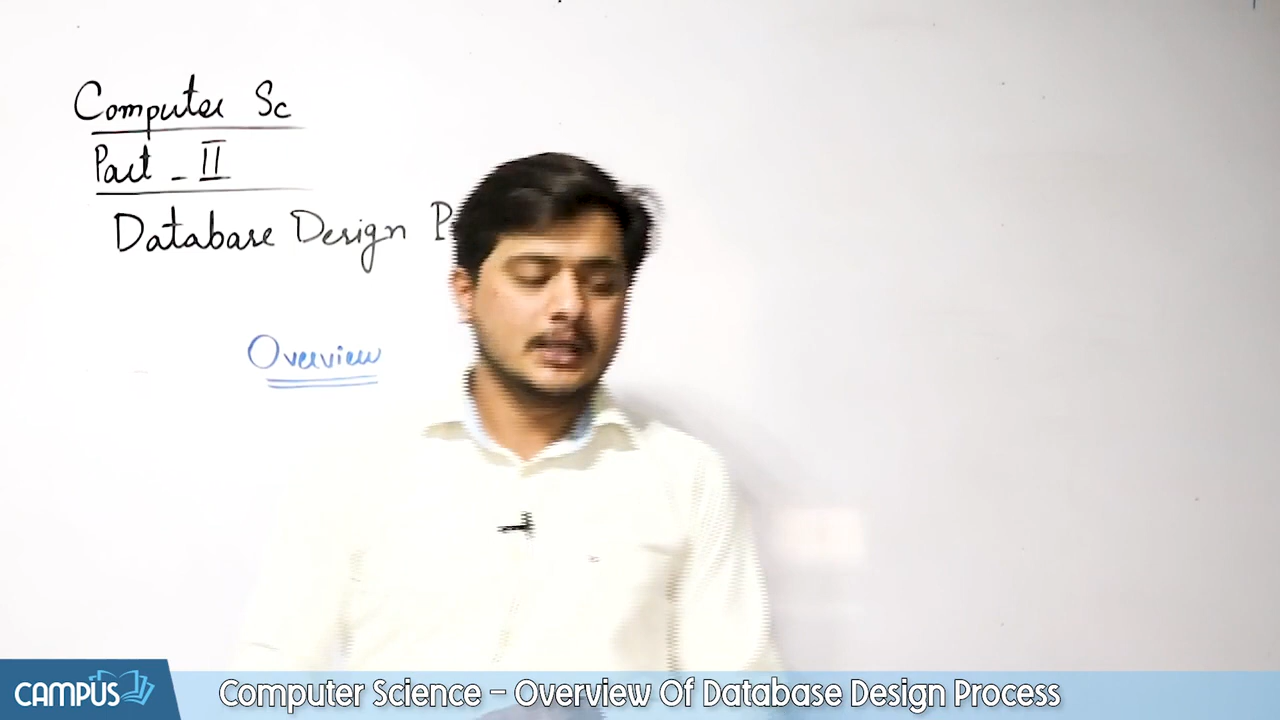 Computer Sc
Part - II
Database Design P
Overview
CAMPUS
Computer Science – Overview Of Database Design Process